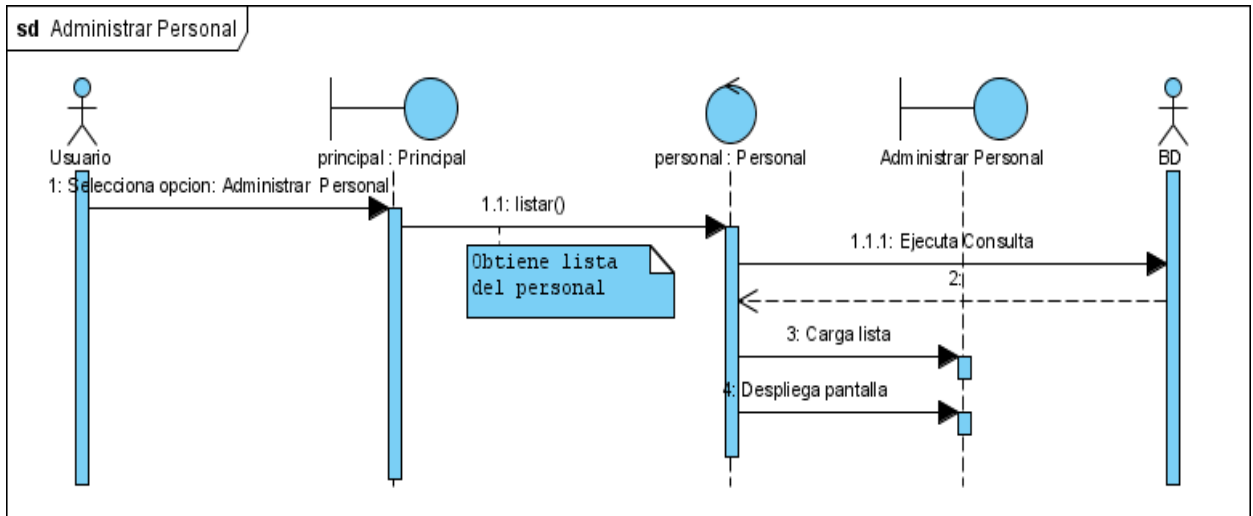 sd Administrar Personal
Usuario
principal : Principal
personal : Personal
Administrar Personal
BD
1: Selecciona opcion: Administrar Personal
1.1: listar()
Obtiene lista
del personal
1.1.1: Ejecuta Consulta
2:
3: Carga lista
4: Despliega pantalla